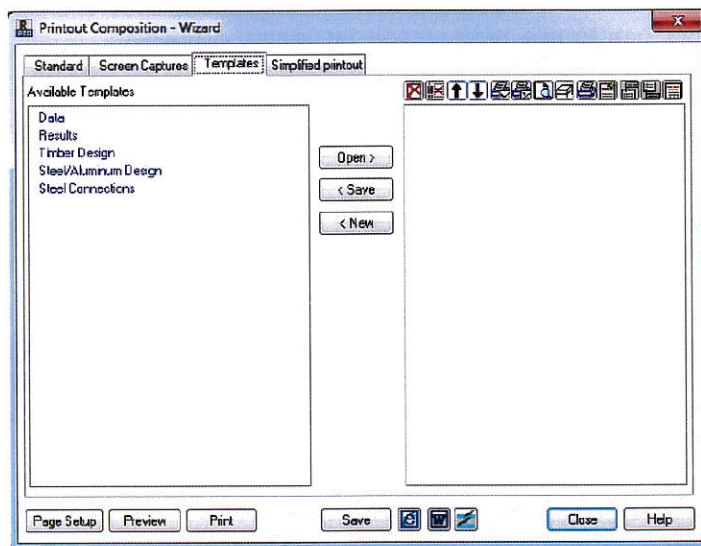 Printout Composition - Wizard
Standard Screen Captures Templates Simplified printout
Available Templates
Data
Results
Timber Design
Steel/Aluminum Design
Steel Connections
Open >
< Save
< New
Page Setup Preview Print Save Close Help